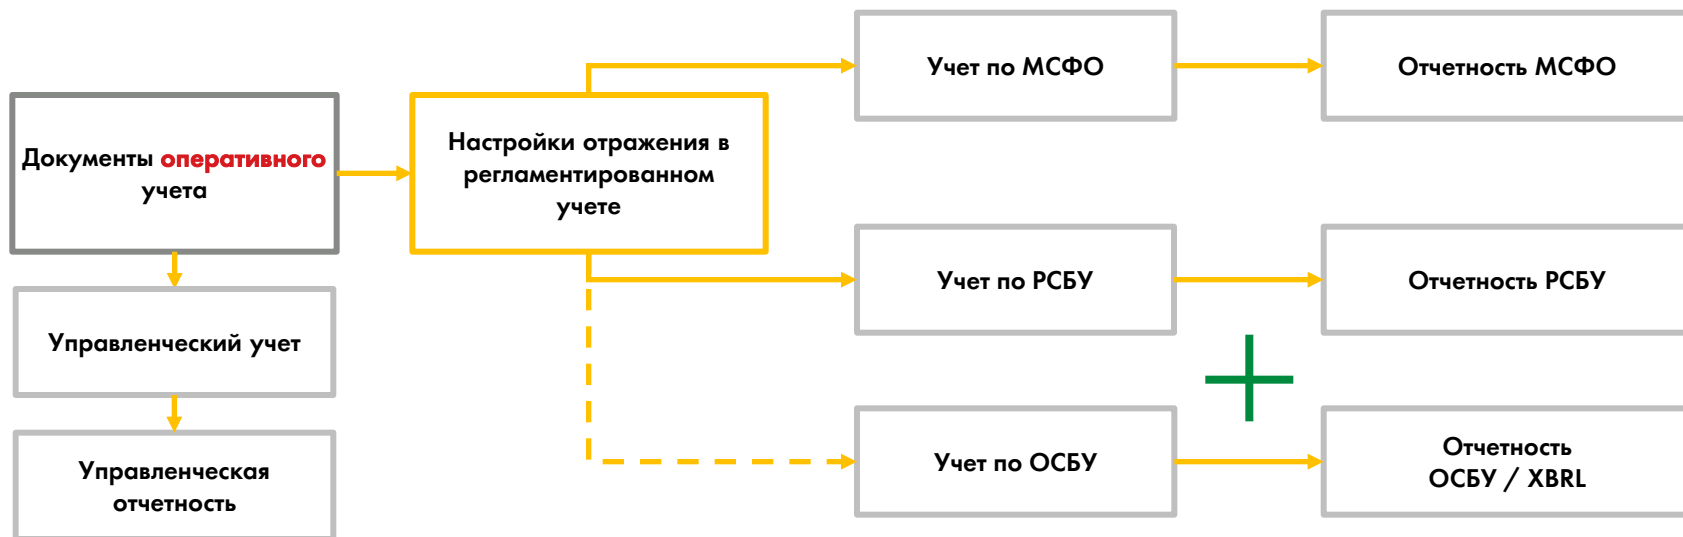 Учет по МСФО
Отчетность МСФО
Документы оперативного
учета
Настройки отражения в
регламентированном
учете
Учет по РСБУ
Отчетность РСБУ
Управленческий учет
Учет по ОСБУ
Отчетность
ОСБУ / XBRL
Управленческая
отчетность